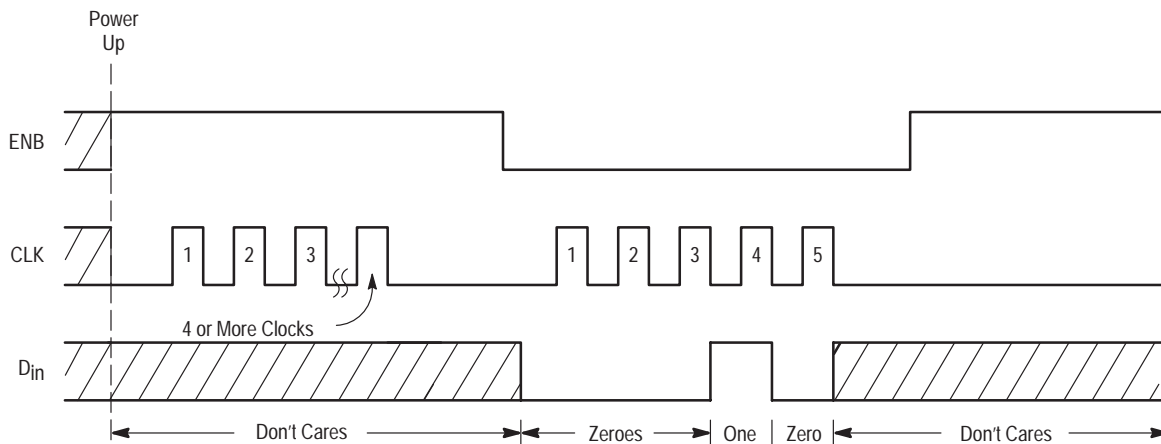 Power
Up
ENB
CLK
1 2 3
1 2 3 4 5
4 or More Clocks
Din
Don't Cares Zeroes One Zero Don't Cares